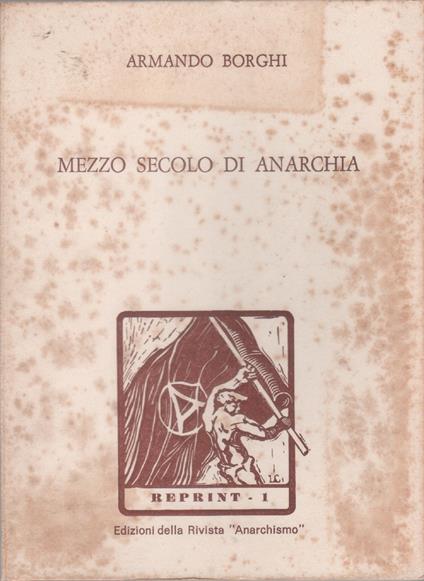 ARMANDO BORGHI
MEZZO SECOLO DI ANARCHIA
REPRINT - 1
Edizioni della Rivista "Anarchismo"